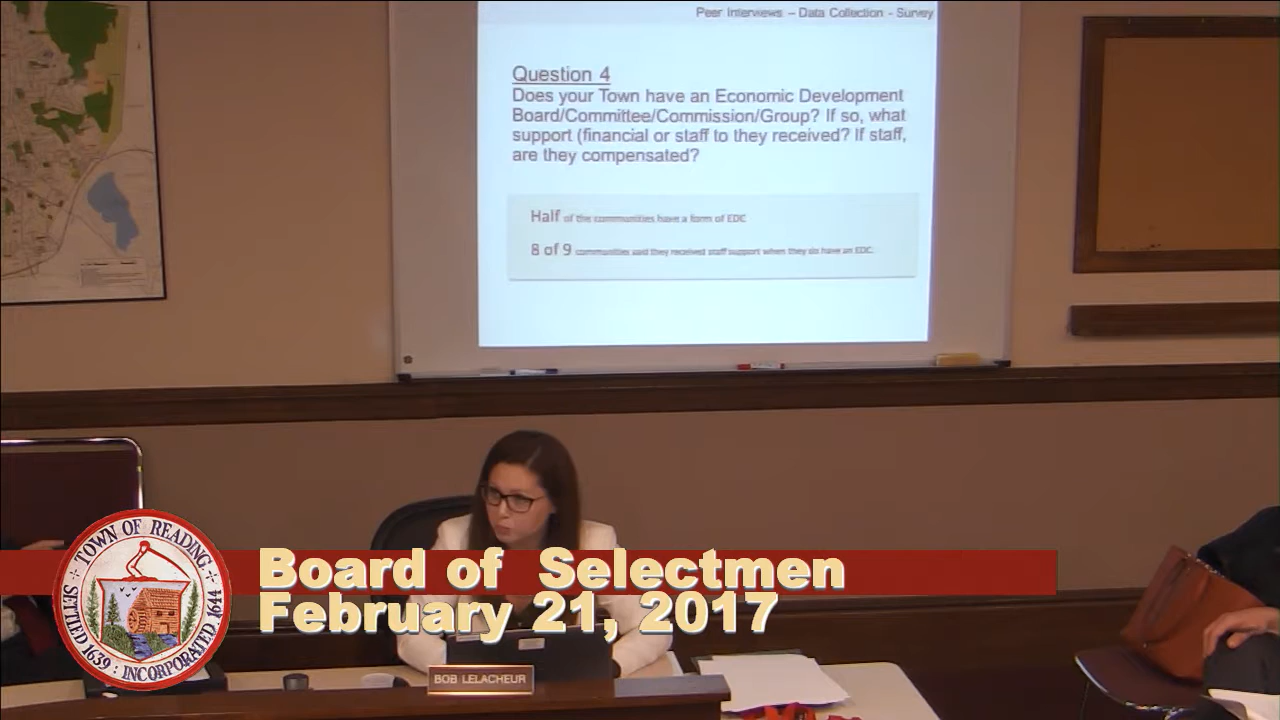 Peer Interviews – Data Collection - Survey
Question 4
Does your Town have an Economic Development
Board/Committee/Commission/Group? If so, what
support (financial or staff to they received? If staff,
are they compensated?
Half of the communities have a form of EDC
8 of 9 communities said they received staff support when they do have an EDC.
TOWN OF READING
SETTLED 1639 : INCORPORATED 1644
Board of Selectmen
February 21, 2017
BOB LELACHEUR